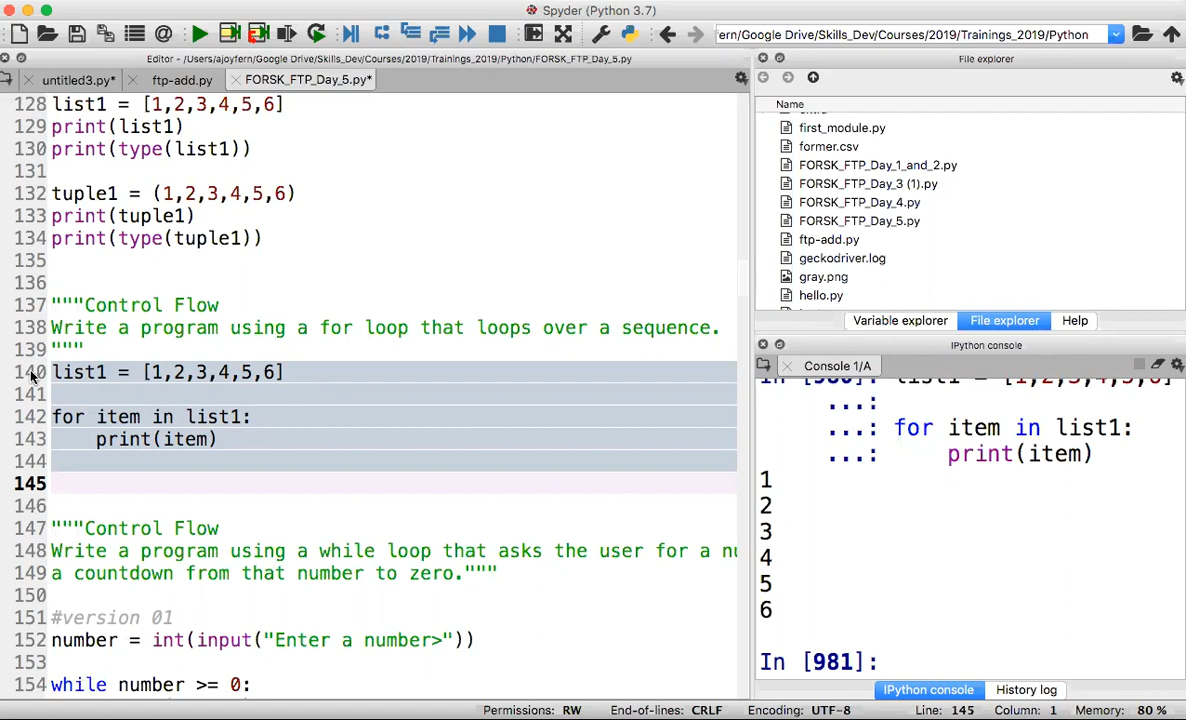 Spyder (Python 3.7)
:ern/Google Drive/Skills_Dev/Courses/2019/Trainings_2019/Python
Editor - /Users/ajoyfern/Google Drive/Skills_Dev/Courses/2019/Trainings_2019/Python/FORSK_FTP_Day_5.py
untitled3.py*
ftp-add.py
FORSK_FTP_Day_5.py*
128 list1 = [1,2,3,4,5,6]
129 print(list1)
130 print(type(list1))
131
132 tuple1 = (1,2,3,4,5,6)
133 print(tuple1)
134 print(type(tuple1))
135
136
137 """Control Flow
138 Write a program using a for loop that loops over a sequence.
139 """
140 list1 = [1,2,3,4,5,6]
141
142 for item in list1:
143     print(item)
144
145
146
147 """Control Flow
148 Write a program using a while loop that asks the user for a nu
149 a countdown from that number to zero."""
150
151 #version 01
152 number = int(input("Enter a number>"))
153
154 while number >= 0:
File explorer
Name
first_module.py
former.csv
FORSK_FTP_Day_1_and_2.py
FORSK_FTP_Day_3 (1).py
FORSK_FTP_Day_4.py
FORSK_FTP_Day_5.py
ftp-add.py
geckodriver.log
gray.png
hello.py
Variable explorer
File explorer
Help
IPython console
Console 1/A
In [980]: list1 = [1,2,3,4,5,6]
...:
...: for item in list1:
...:     print(item)
1
2
3
4
5
6
In [981]:
IPython console
History log
Permissions: RW
End-of-lines: CRLF
Encoding: UTF-8
Line: 145
Column: 1
Memory: 80 %